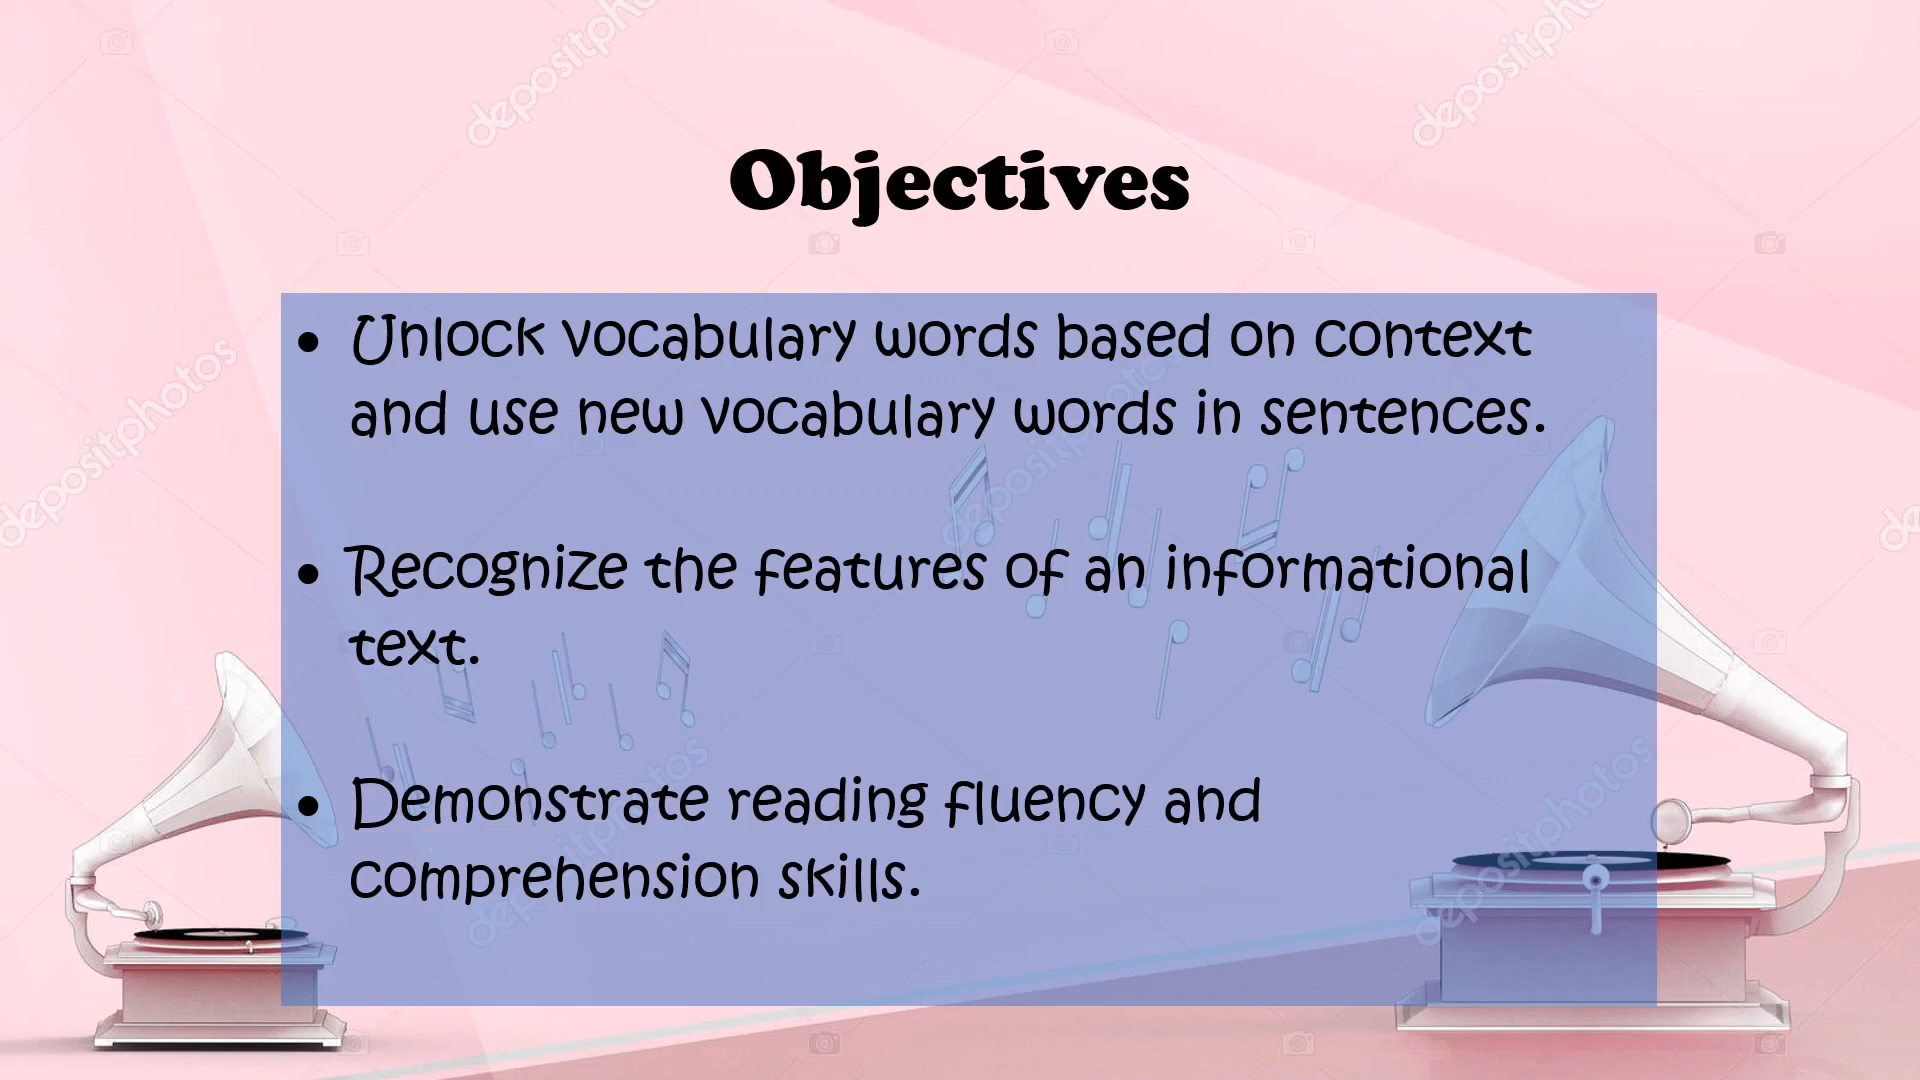 Objectives
• Unlock vocabulary words based on context
and use new vocabulary words in sentences.
• Recognize the features of an informational
text.
• Demonstrate reading fluency and
comprehension skills.
depositphotos